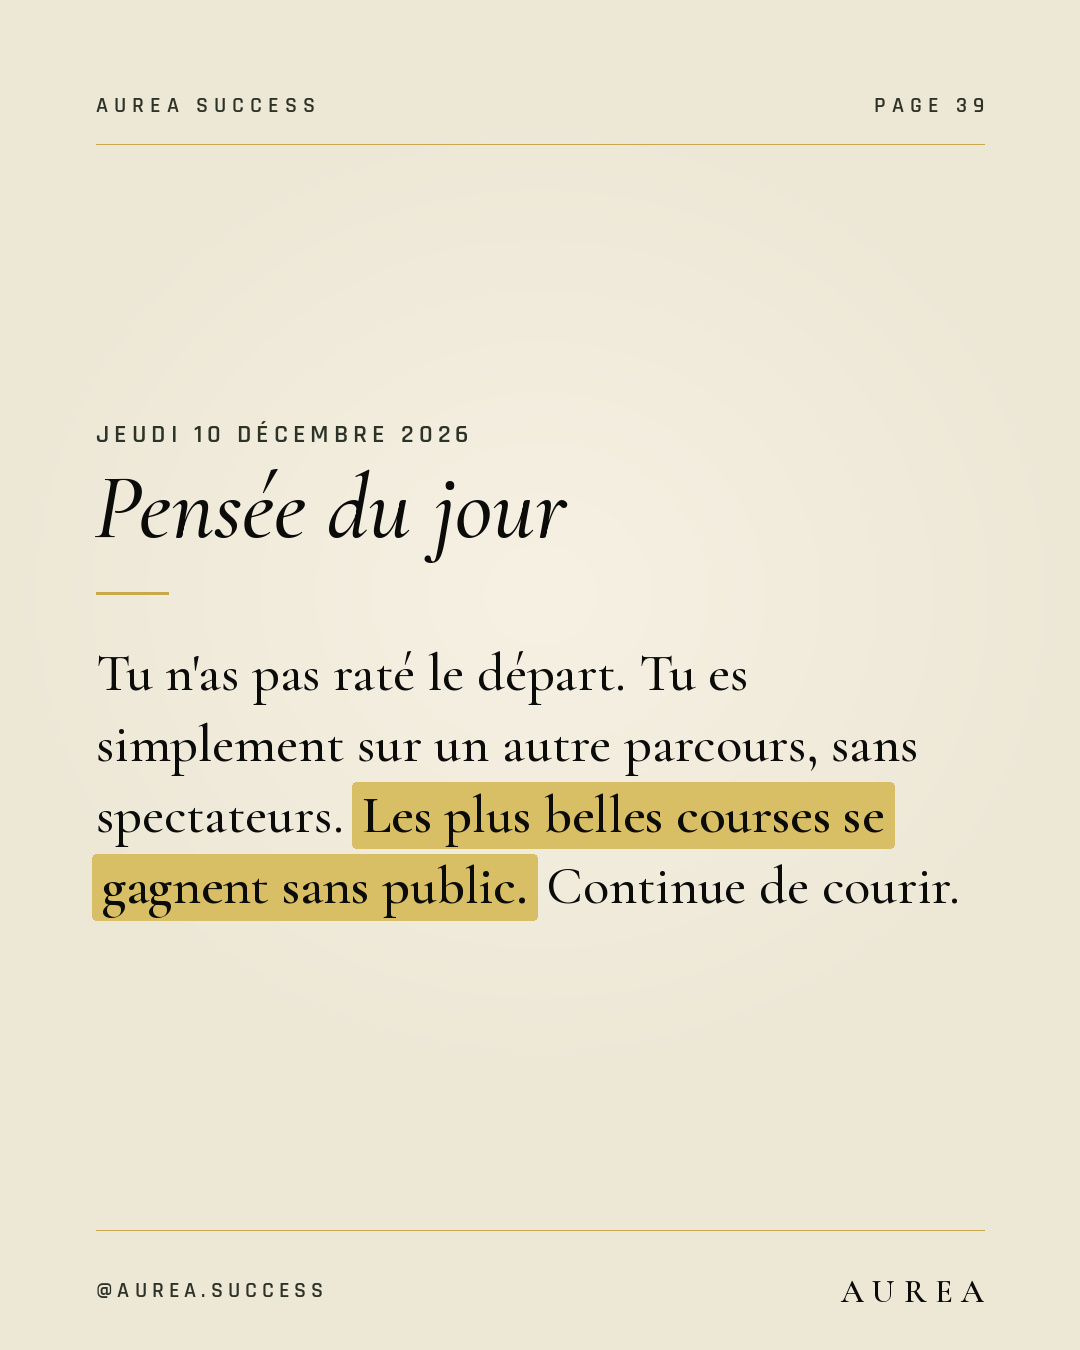 AUREA SUCCESS
PAGE 39
JEUDI 10 DÉCEMBRE 2026
Pensée du jour
Tu n'as pas raté le départ. Tu es
simplement sur un autre parcours, sans
spectateurs. Les plus belles courses se
gagnent sans public. Continue de courir.
@AUREA.SUCCESS
AUREA